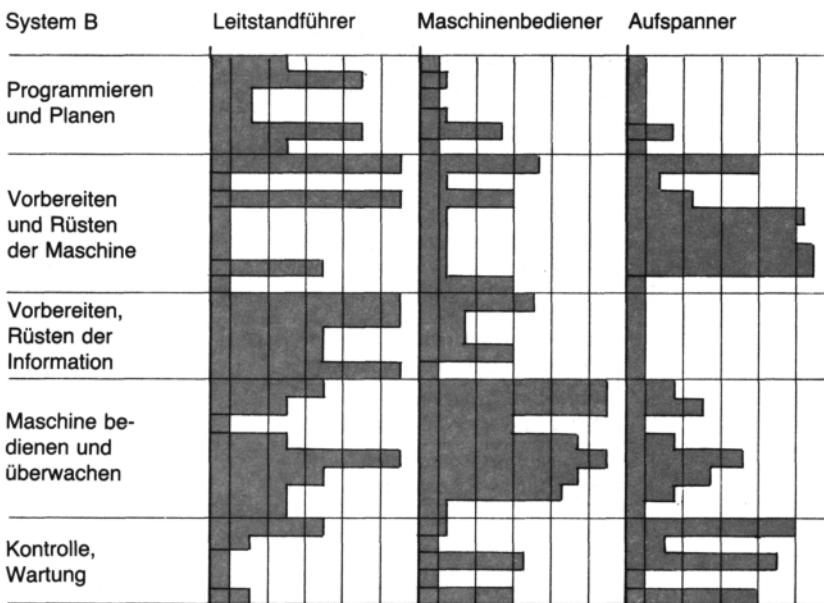 System B Leitstandführer Maschinenbediener Aufspanner
Programmieren
und Planen
Vorbereiten
und Rüsten
der Maschine
Vorbereiten,
Rüsten der
Information
Maschine be-
dienen und
überwachen
Kontrolle,
Wartung